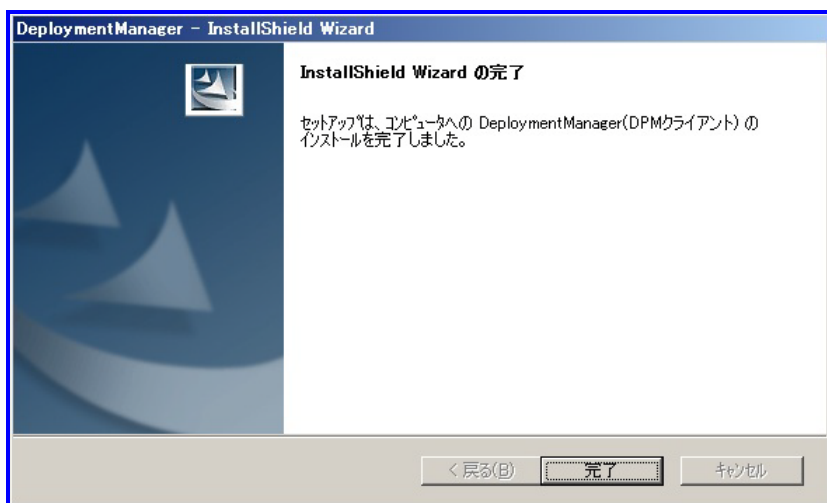 DeploymentManager - InstallShield Wizard
InstallShield Wizard の完了
セットアップは、コンピュータへの DeploymentManager(DPMクライアント) の
インストールを完了しました。
< 戻る(B)
完了
キャンセル